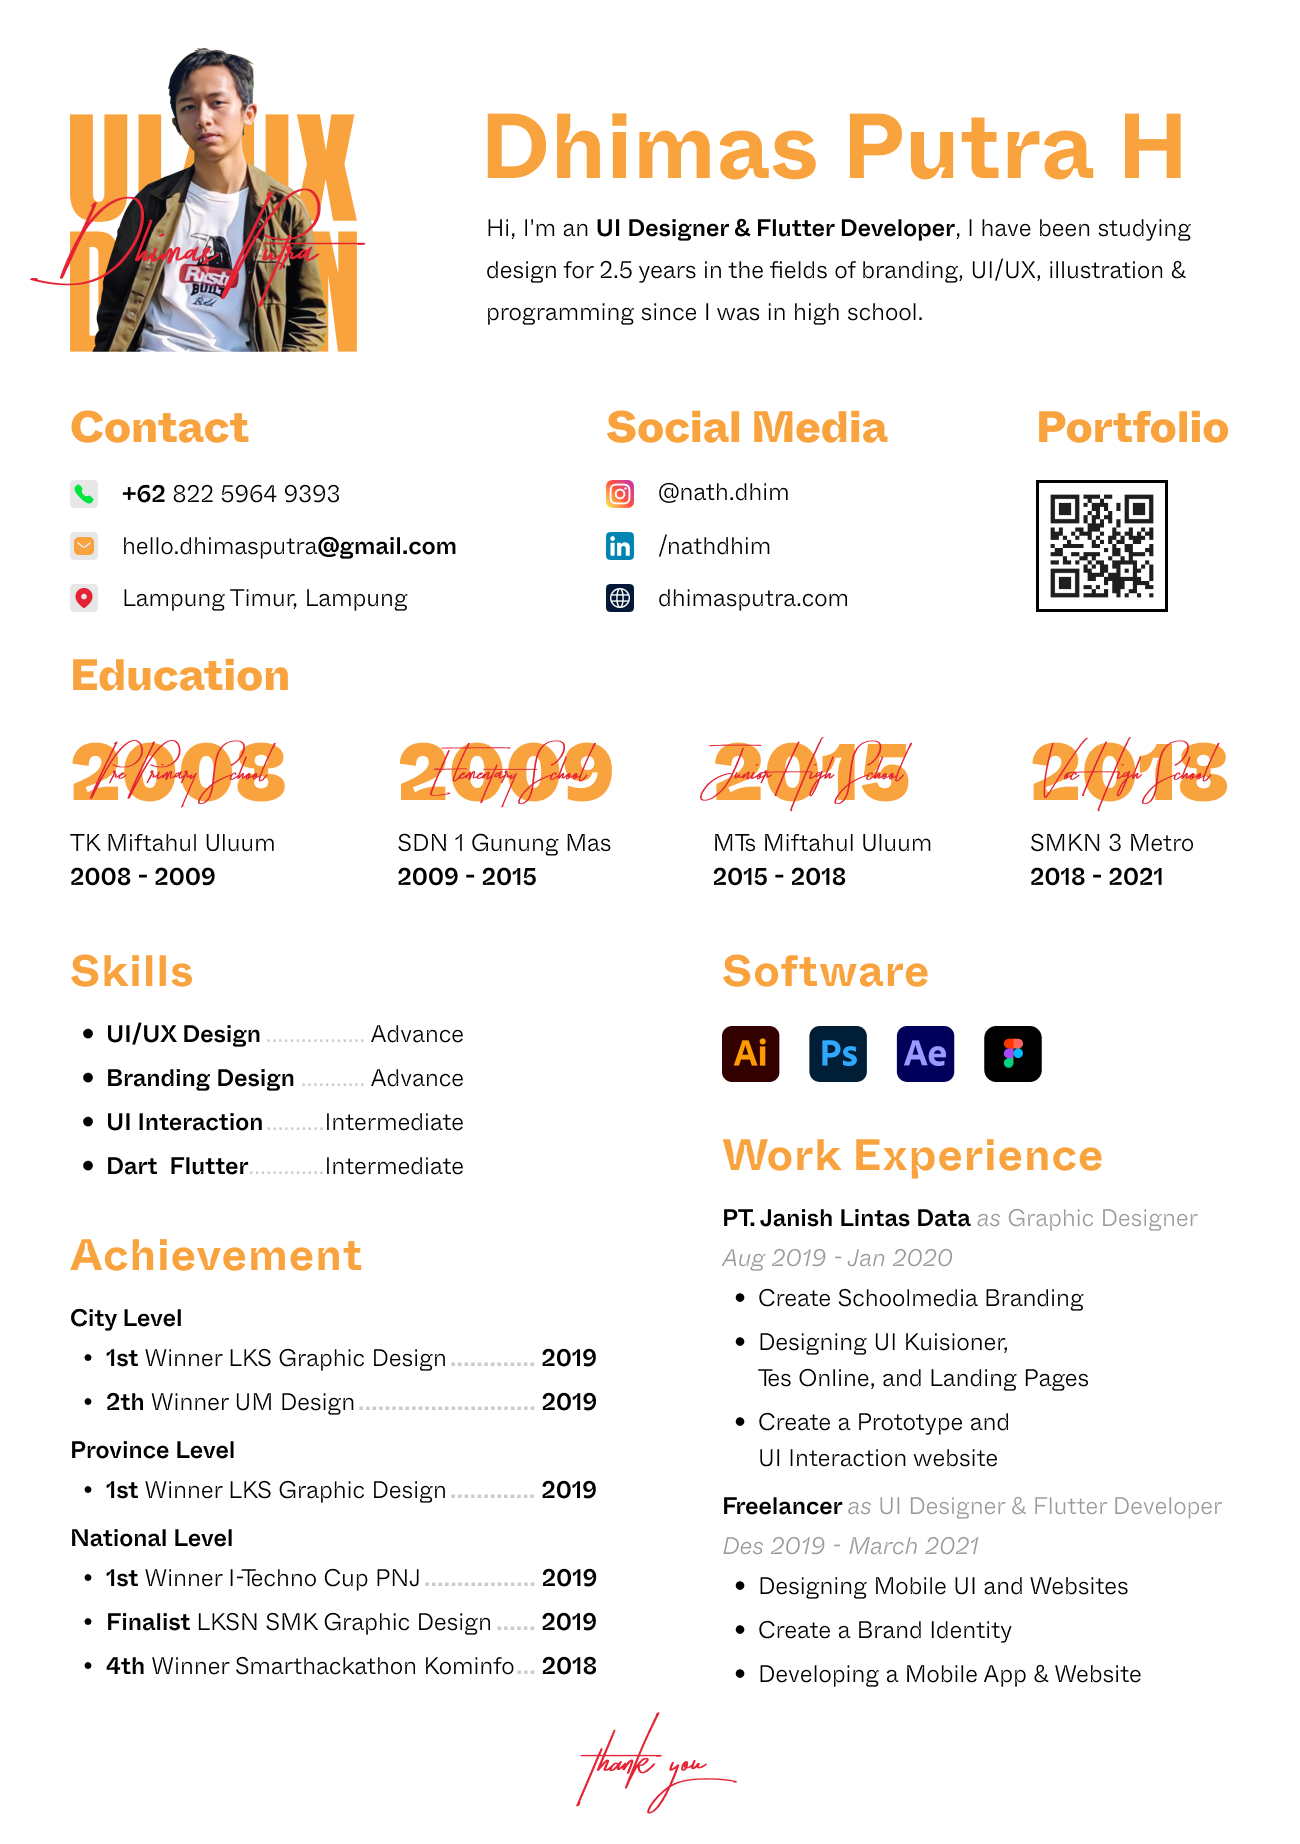 UI/UX
Dhimas Putra
Rush
BUILT
Dhimas Putra H
Hi, I'm an UI Designer & Flutter Developer, I have been studying
design for 2.5 years in the fields of branding, UI/UX, illustration &
programming since I was in high school.
Contact
+62 822 5964 9393
hello.dhimasputra@gmail.com
Lampung Timur, Lampung
Social Media
@nath.dhim
in /nathdhim
dhimasputra.com
Portfolio
Education
2008
Pre Primary School
TK Miftahul Uluum
2008 - 2009
2009
Elementary School
SDN 1 Gunung Mas
2009 - 2015
2015
Junior High School
MTs Miftahul Uluum
2015 - 2018
2018
Voc High School
SMKN 3 Metro
2018 - 2021
Skills
• UI/UX Design ................. Advance
• Branding Design ........... Advance
• UI Interaction ..........Intermediate
• Dart  Flutter.............Intermediate
Achievement
City Level
• 1st Winner LKS Graphic Design ............ 2019
• 2th Winner UM Design ......................... 2019
Province Level
• 1st Winner LKS Graphic Design ............ 2019
National Level
• 1st Winner I-Techno Cup PNJ ................ 2019
• Finalist LKSN SMK Graphic Design ...... 2019
• 4th Winner Smarthackathon Kominfo ... 2018
Software
Ai Ps Ae
Work Experience
PT. Janish Lintas Data as Graphic Designer
Aug 2019 - Jan 2020
• Create Schoolmedia Branding
• Designing UI Kuisioner,
Tes Online, and Landing Pages
• Create a Prototype and
UI Interaction website
Freelancer as UI Designer & Flutter Developer
Des 2019 - March 2021
• Designing Mobile UI and Websites
• Create a Brand Identity
• Developing a Mobile App & Website
thank you